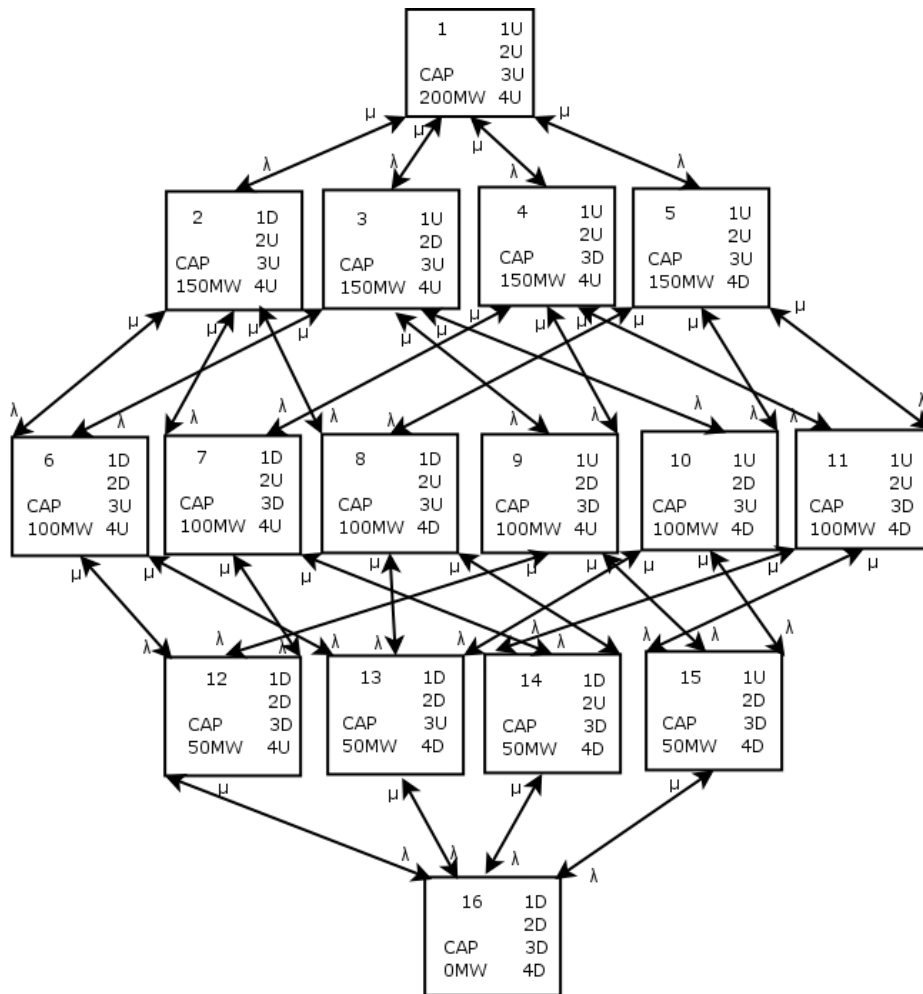 1 1U
2U
CAP 3U
200MW 4U
μ μ μ μ
λ λ λ λ
2 1D
2U
CAP 3U
150MW 4U
3 1U
2D
CAP 3U
150MW 4U
4 1U
2U
CAP 3D
150MW 4U
5 1U
2U
CAP 3U
150MW 4D
μ μ μ μ μ μ μ μ μ μ μ μ
λ λ λ λ λ λ λ λ λ λ λ λ
6 1D
2D
CAP 3U
100MW 4U
7 1D
2U
CAP 3D
100MW 4U
8 1D
2U
CAP 3U
100MW 4D
9 1U
2D
CAP 3D
100MW 4U
10 1U
2D
CAP 3U
100MW 4D
11 1U
2U
CAP 3D
100MW 4D
μ μ μ μ μ μ μ μ μ μ μ μ
λ λ λ λ λ λ λ λ λ λ λ λ
12 1D
2D
CAP 3D
50MW 4U
13 1D
2D
CAP 3U
50MW 4D
14 1D
2U
CAP 3D
50MW 4D
15 1U
2D
CAP 3D
50MW 4D
μ μ μ μ
λ λ λ λ
16 1D
2D
CAP 3D
0MW 4D